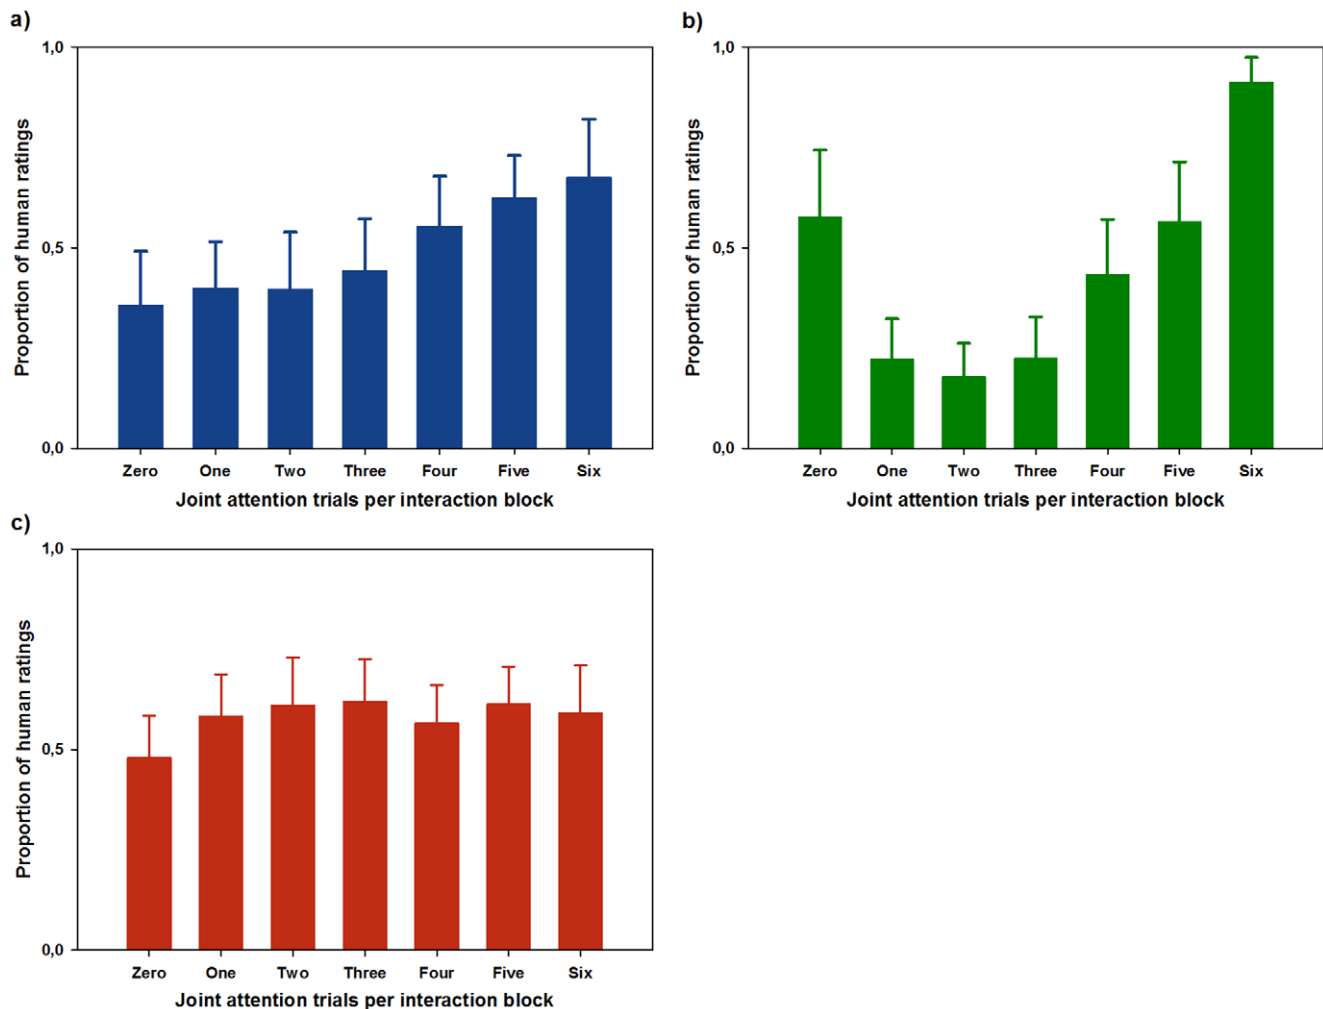 a)
1,0
0,5
0,0
Proportion of human ratings
Zero One Two Three Four Five Six
Joint attention trials per interaction block
b)
1,0
0,5
0,0
Proportion of human ratings
Zero One Two Three Four Five Six
Joint attention trials per interaction block
c)
1,0
0,5
0,0
Proportion of human ratings
Zero One Two Three Four Five Six
Joint attention trials per interaction block